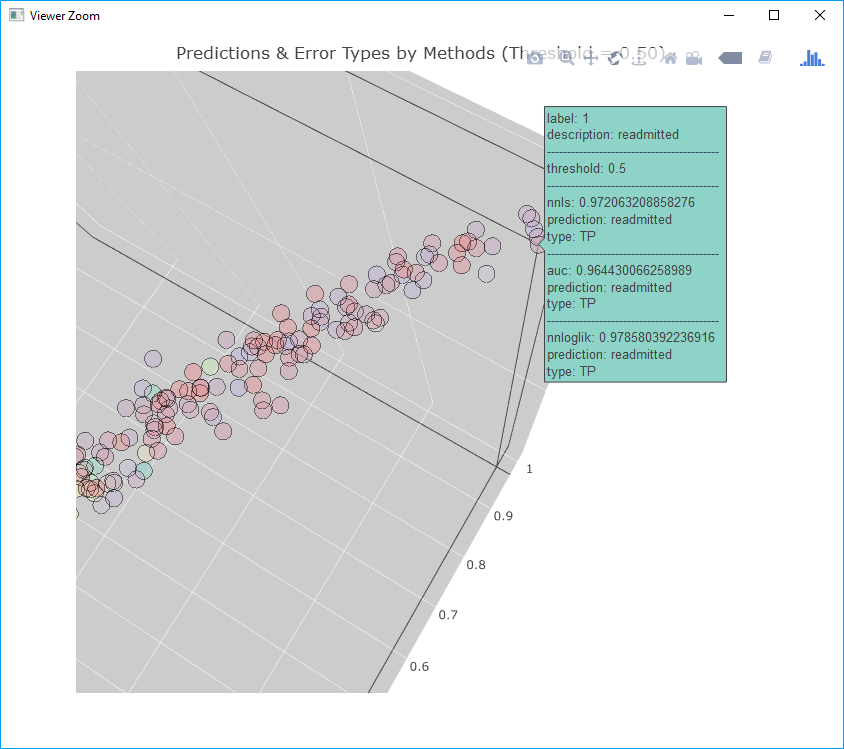 Viewer Zoom
Predictions & Error Types by Methods (Threshold = 0.50)
label: 1
description: readmitted
------------------------------------------
threshold: 0.5
------------------------------------------
nnls: 0.972063208858276
prediction: readmitted
type: TP
------------------------------------------
auc: 0.964430066258989
prediction: readmitted
type: TP
------------------------------------------
nnloglik: 0.978580392236916
prediction: readmitted
type: TP
1
0.9
0.8
0.7
0.6